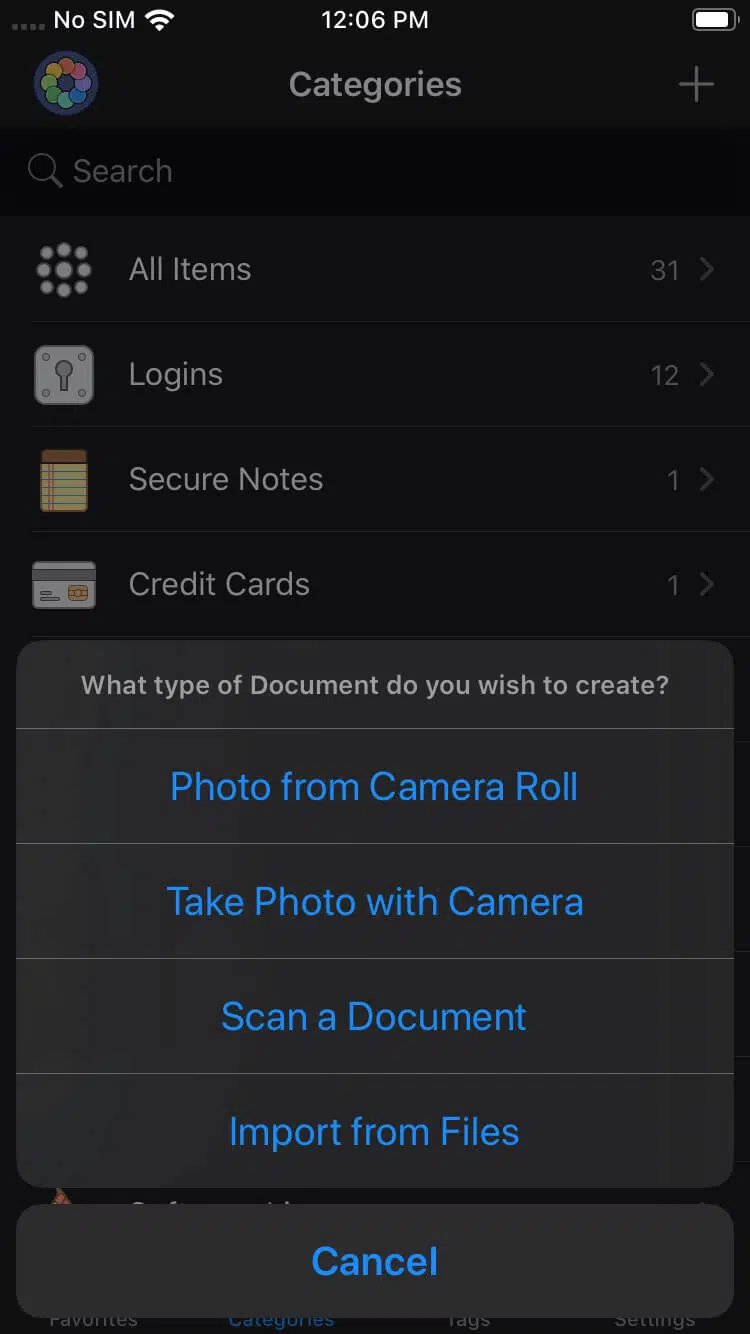 No SIM 12:06 PM
Categories
Search
All Items 31
Logins 12
Secure Notes 1
Credit Cards 1
What type of Document do you wish to create?
Photo from Camera Roll
Take Photo with Camera
Scan a Document
Import from Files
Cancel
Favorites Categories Tags Settings